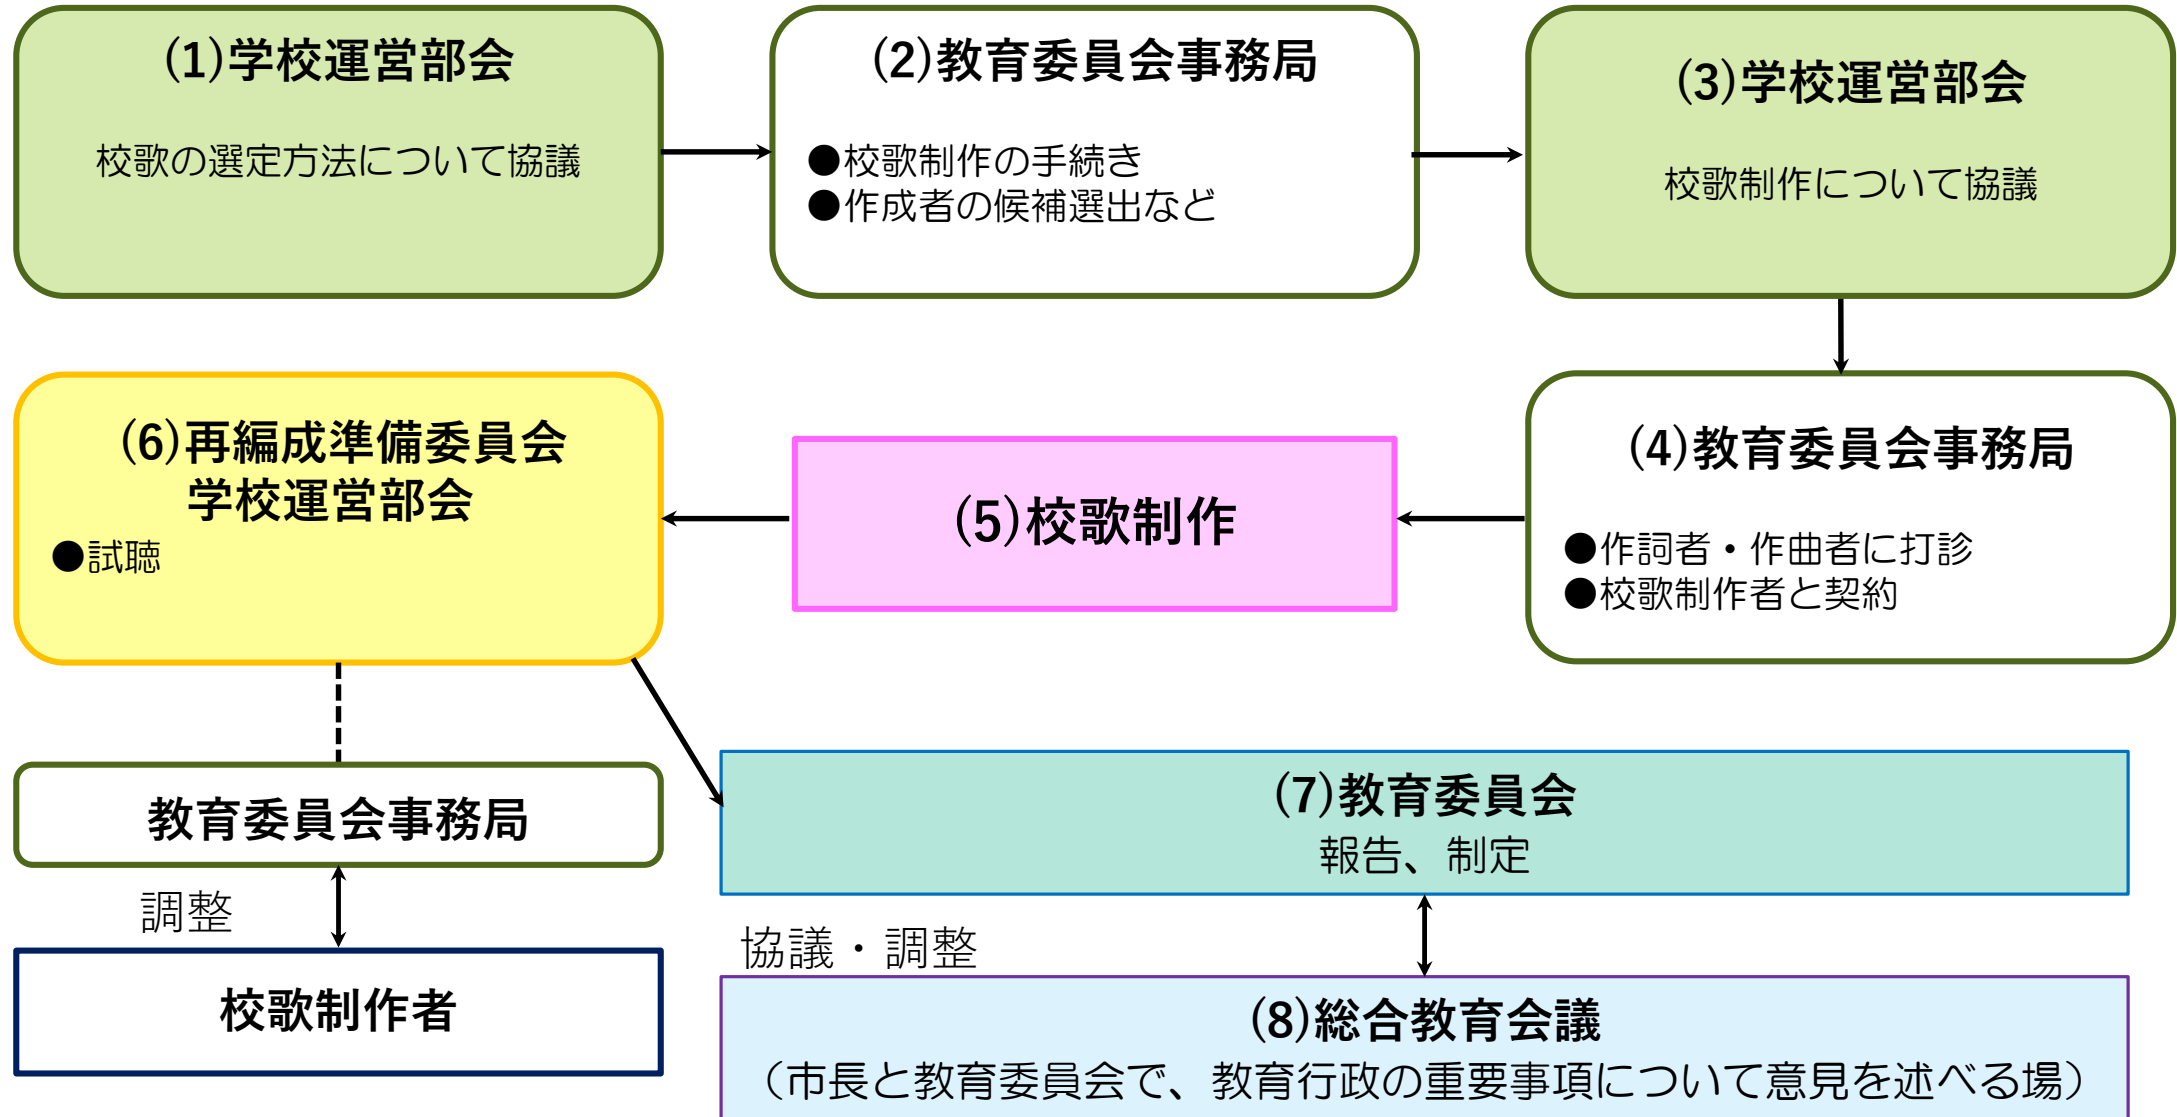 (1)学校運営部会
校歌の選定方法について協議
(2)教育委員会事務局
●校歌制作の手続き
●作成者の候補選出など
(3)学校運営部会
校歌制作について協議
(4)教育委員会事務局
●作詞者・作曲者に打診
●校歌制作者と契約
(5)校歌制作
(6)再編成準備委員会
学校運営部会
●試聴
教育委員会事務局
調整
校歌制作者
(7)教育委員会
報告、制定
協議・調整
(8)総合教育会議
（市長と教育委員会で、教育行政の重要事項について意見を述べる場）